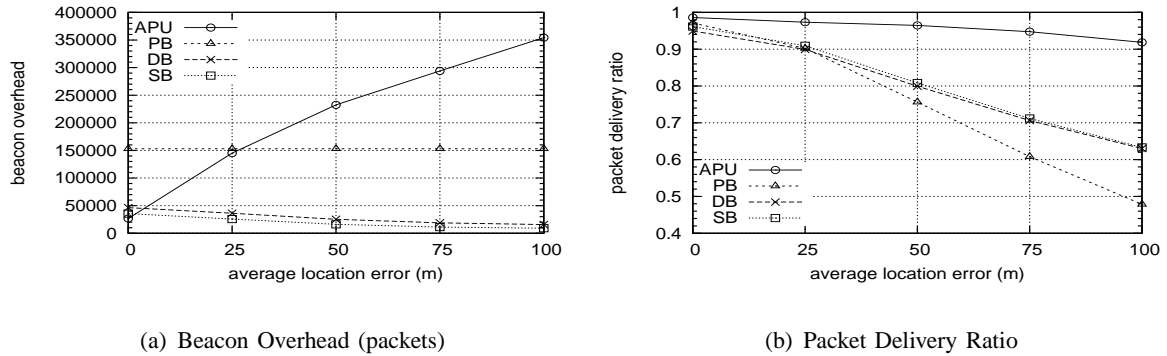 APU
PB
DB
SB
400000
350000
300000
250000
200000
150000
100000
50000
0
beacon overhead
0 25 50 75 100
average location error (m)
(a) Beacon Overhead (packets)
1
0.9
0.8
0.7
0.6
0.5
0.4
packet delivery ratio
APU
PB
DB
SB
0 25 50 75 100
average location error (m)
(b) Packet Delivery Ratio